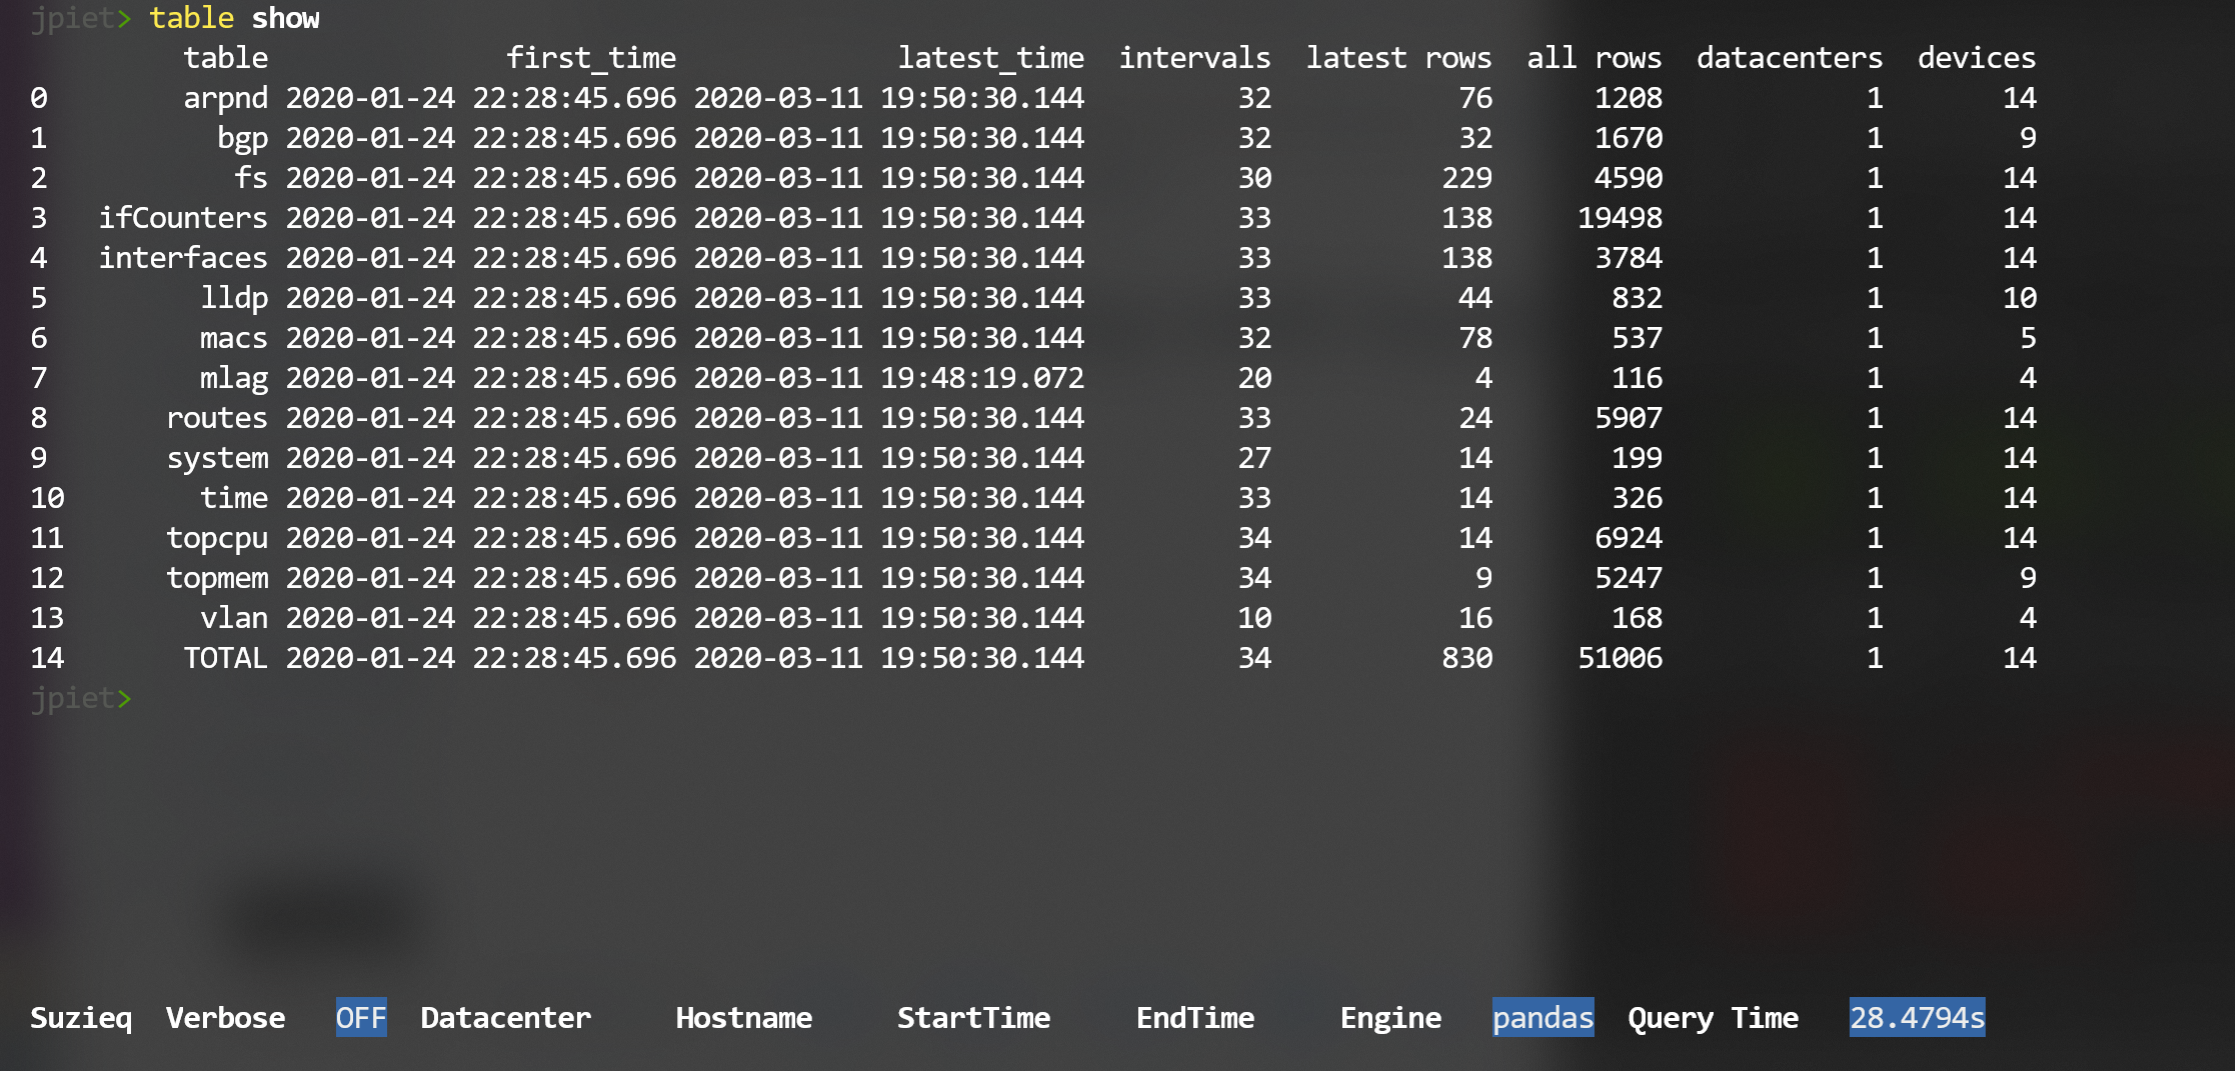 jpiet> table show
table first_time latest_time intervals latest rows all rows datacenters devices
0 arpnd 2020-01-24 22:28:45.696 2020-03-11 19:50:30.144 32 76 1208 1 14
1 bgp 2020-01-24 22:28:45.696 2020-03-11 19:50:30.144 32 32 1670 1 9
2 fs 2020-01-24 22:28:45.696 2020-03-11 19:50:30.144 30 229 4590 1 14
3 ifCounters 2020-01-24 22:28:45.696 2020-03-11 19:50:30.144 33 138 19498 1 14
4 interfaces 2020-01-24 22:28:45.696 2020-03-11 19:50:30.144 33 138 3784 1 14
5 lldp 2020-01-24 22:28:45.696 2020-03-11 19:50:30.144 33 44 832 1 10
6 macs 2020-01-24 22:28:45.696 2020-03-11 19:50:30.144 32 78 537 1 5
7 mlag 2020-01-24 22:28:45.696 2020-03-11 19:48:19.072 20 4 116 1 4
8 routes 2020-01-24 22:28:45.696 2020-03-11 19:50:30.144 33 24 5907 1 14
9 system 2020-01-24 22:28:45.696 2020-03-11 19:50:30.144 27 14 199 1 14
10 time 2020-01-24 22:28:45.696 2020-03-11 19:50:30.144 33 14 326 1 14
11 topcpu 2020-01-24 22:28:45.696 2020-03-11 19:50:30.144 34 14 6924 1 14
12 topmem 2020-01-24 22:28:45.696 2020-03-11 19:50:30.144 34 9 5247 1 9
13 vlan 2020-01-24 22:28:45.696 2020-03-11 19:50:30.144 10 16 168 1 4
14 TOTAL 2020-01-24 22:28:45.696 2020-03-11 19:50:30.144 34 830 51006 1 14
jpiet>
Suzieq Verbose OFF Datacenter Hostname StartTime EndTime Engine pandas Query Time 28.4794s